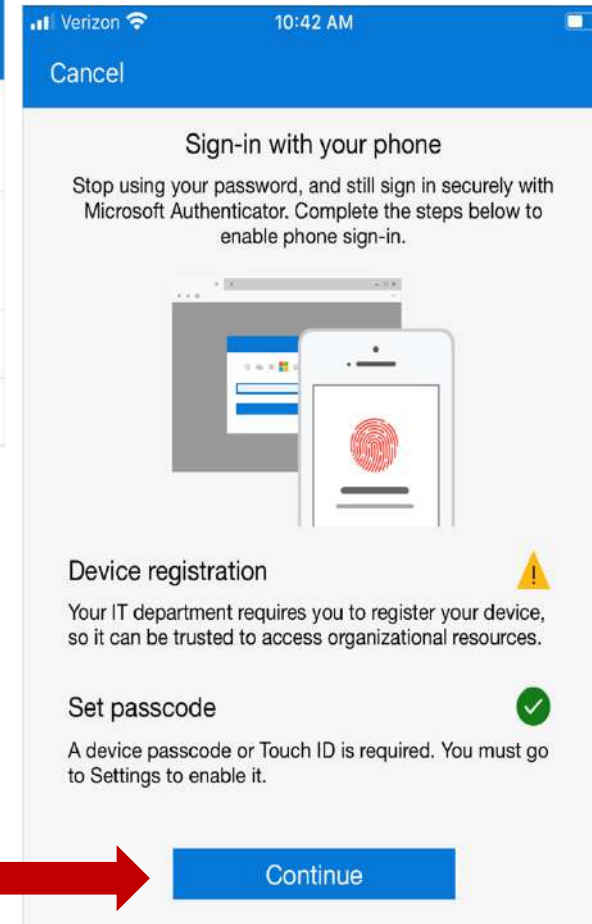 Verizon 10:42 AM
Cancel
Sign-in with your phone
Stop using your password, and still sign in securely with
Microsoft Authenticator. Complete the steps below to
enable phone sign-in.
Device registration
Your IT department requires you to register your device,
so it can be trusted to access organizational resources.
Set passcode
A device passcode or Touch ID is required. You must go
to Settings to enable it.
Continue